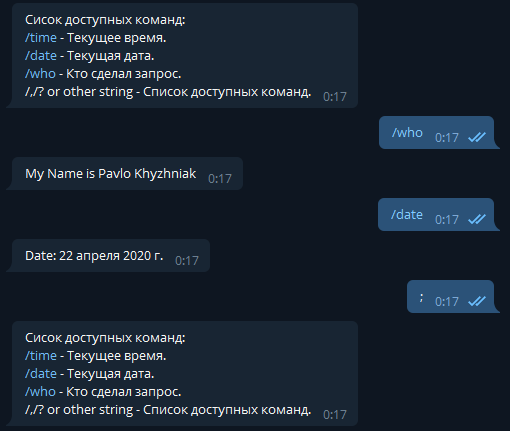 Сисок доступных команд:
/time - Текущее время.
/date - Текущая дата.
/who - Кто сделал запрос.
/,/? or other string - Список доступных команд. 0:17
/who 0:17
My Name is Pavlo Khyzhniak 0:17
/date 0:17
Date: 22 апреля 2020 г. 0:17
; 0:17
Сисок доступных команд:
/time - Текущее время.
/date - Текущая дата.
/who - Кто сделал запрос.
/,/? or other string - Список доступных команд. 0:17